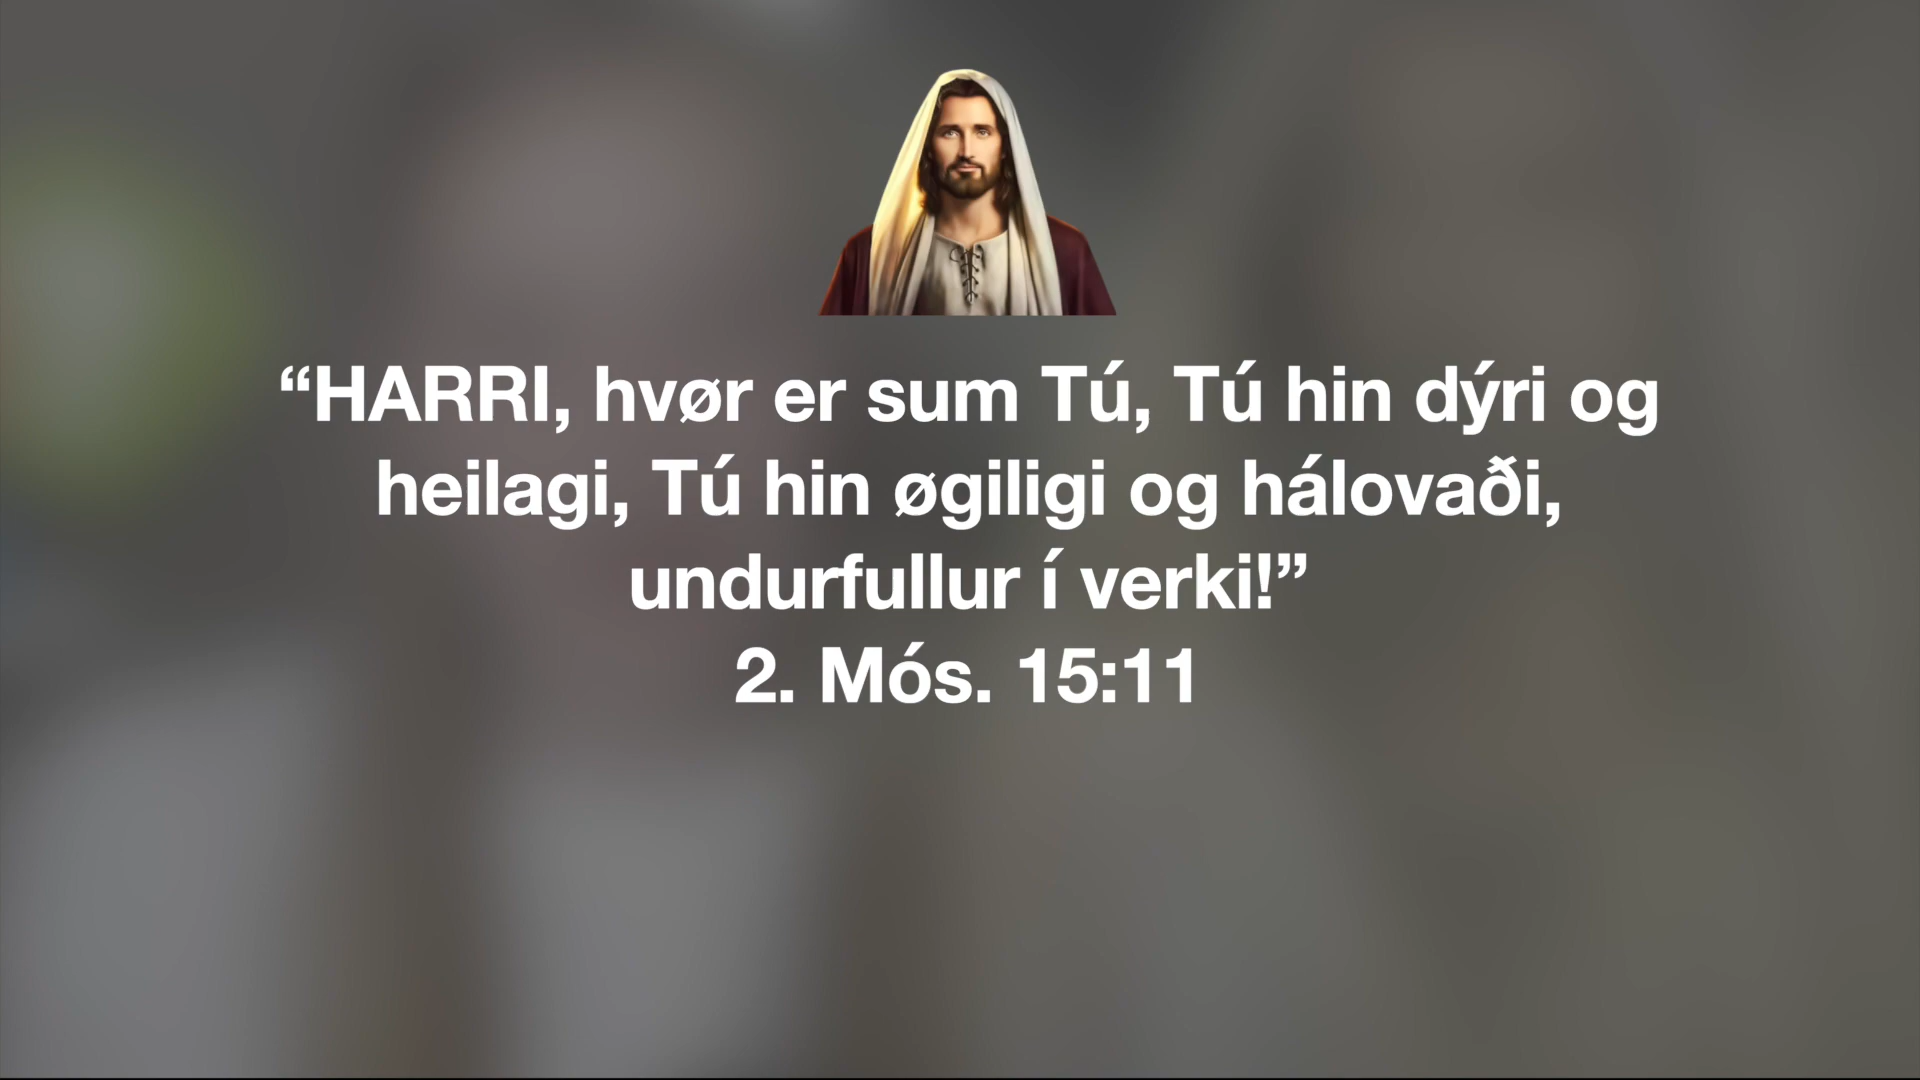 “HARRI, hvør er sum Tú, Tú hin dýri og
heilagi, Tú hin øgiligi og hálovaði,
undurfullur í verki!”
2. Mós. 15:11